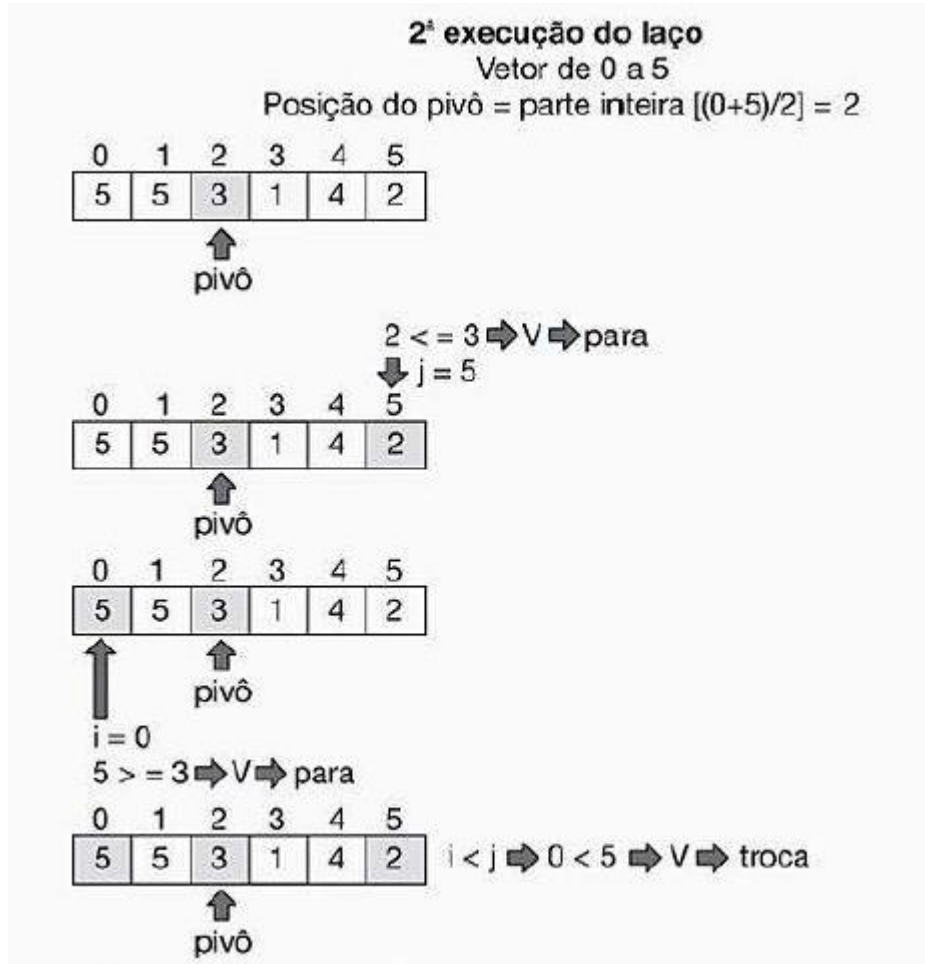 2ª execução do laço
Vetor de 0 a 5
Posição do pivô = parte inteira [(0+5)/2] = 2
0 1 2 3 4 5
5 5 3 1 4 2
pivô
2 < = 3 ⇨ V ⇨ para
j = 5
0 1 2 3 4 5
5 5 3 1 4 2
pivô
0 1 2 3 4 5
5 5 3 1 4 2
pivô
i = 0
5 > = 3 ⇨ V ⇨ para
0 1 2 3 4 5
5 5 3 1 4 2 i < j ⇨ 0 < 5 ⇨ V ⇨ troca
pivô